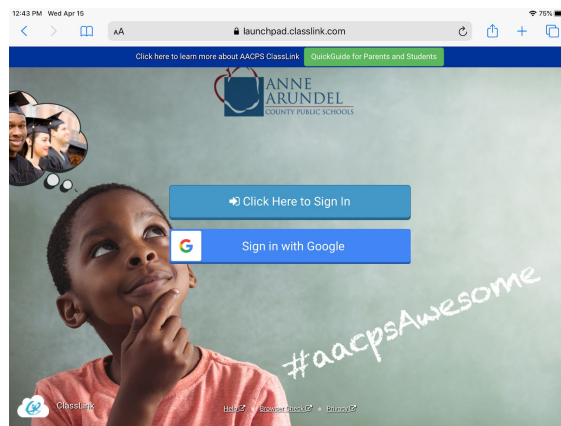 12:43 PM Wed Apr 15
75%
AA
launchpad.classlink.com
Click here to learn more about AACPS ClassLink
QuickGuide for Parents and Students
ANNE
ARUNDEL
COUNTY PUBLIC SCHOOLS
Click Here to Sign In
G
Sign in with Google
#aacpsAwesome
ClassLink
Help
Browser Check
Privacy